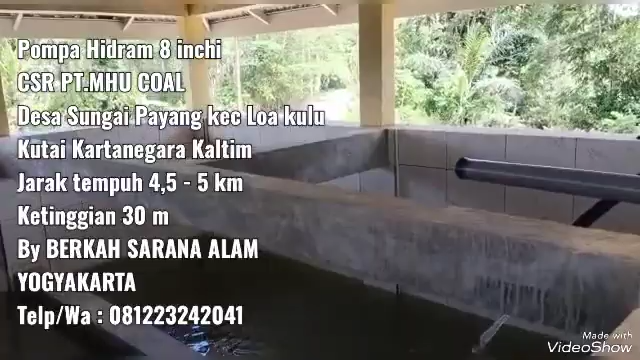 Pompa Hidram 8 inchi
CSR PT.MHU COAL
Desa Sungai Payang kec Loa kulu
Kutai Kartanegara Kaltim
Jarak tempuh 4,5 - 5 km
Ketinggian 30 m
By BERKAH SARANA ALAM
YOGYAKARTA
Telp/Wa : 081223242041
Made with
VideoShow